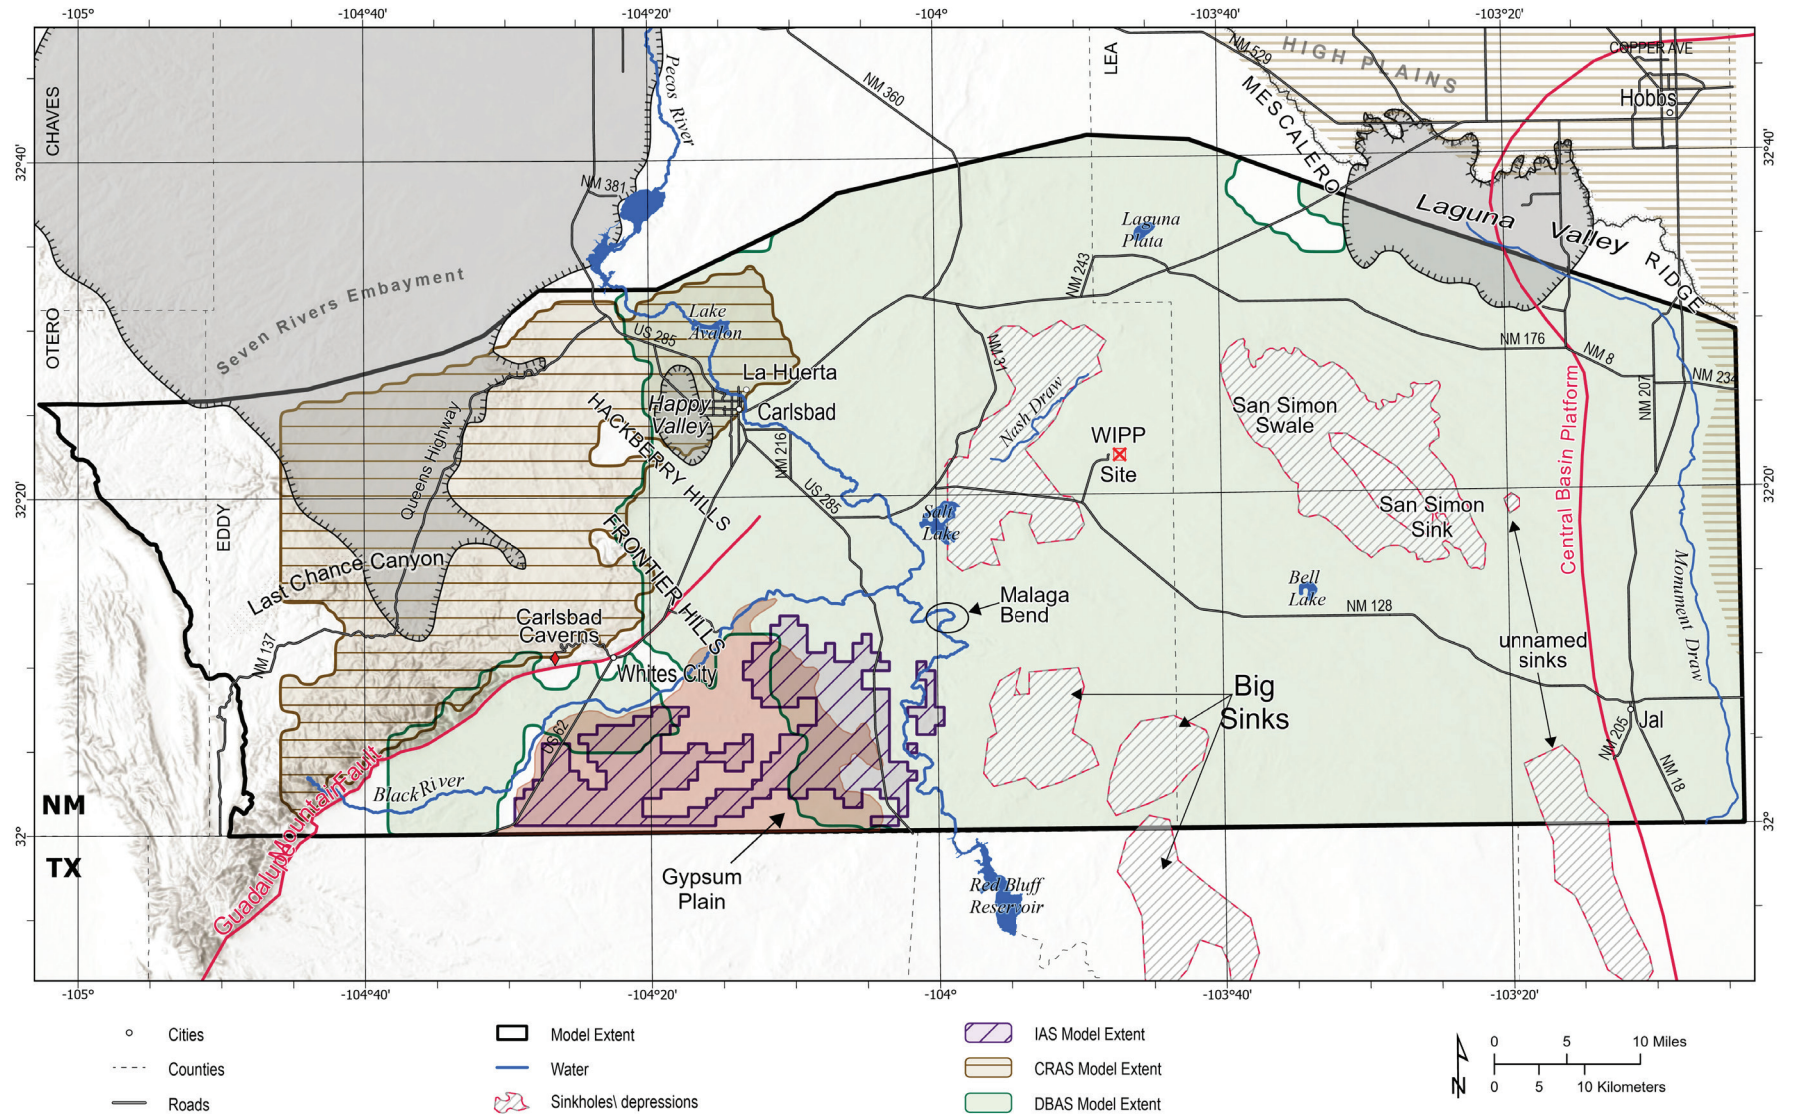 -105°
-104°40'
-104°20'
-104°
-103°40'
-103°20'
CHAVES
Pecos River
NM 360
LEA
NM 529
HIGH PLAINS
COPPER AVE
Hobbs
MESCALERO
32°40'
32°40'
NM 381
Laguna
Plata
Laguna Valley
RIDGE
NM 243
Seven Rivers Embayment
OTERO
Lake
Avalon
US 285
NM 31
NM 176
NM 8
NM 234
La Huerta
Carlsbad
Happy
Valley
HACKBERRY HILLS
Nash Draw
San Simon
Swale
NM 207
Queens Highway
NM 216
WIPP
Site
Central Basin Platform
32°20'
32°20'
US 285
San Simon
Sink
EDDY
Salt
Lake
FRONTIER HILLS
Last Chance Canyon
Monument Draw
Bell
Lake
Malaga
Bend
NM 128
Carlsbad
Caverns
NM 137
unnamed
sinks
Whites City
Big
Sinks
Jal
US 62
NM 205
NM 18
Black River
Guadalupe Mountain Fault
NM
TX
32°
32°
Gypsum
Plain
Red Bluff
Reservoir
-105°
-104°40'
-104°20'
-104°
-103°40'
-103°20'
Cities
Counties
Roads
Model Extent
Water
Sinkholes\ depressions
IAS Model Extent
CRAS Model Extent
DBAS Model Extent
N
0 5 10 Miles
0 5 10 Kilometers